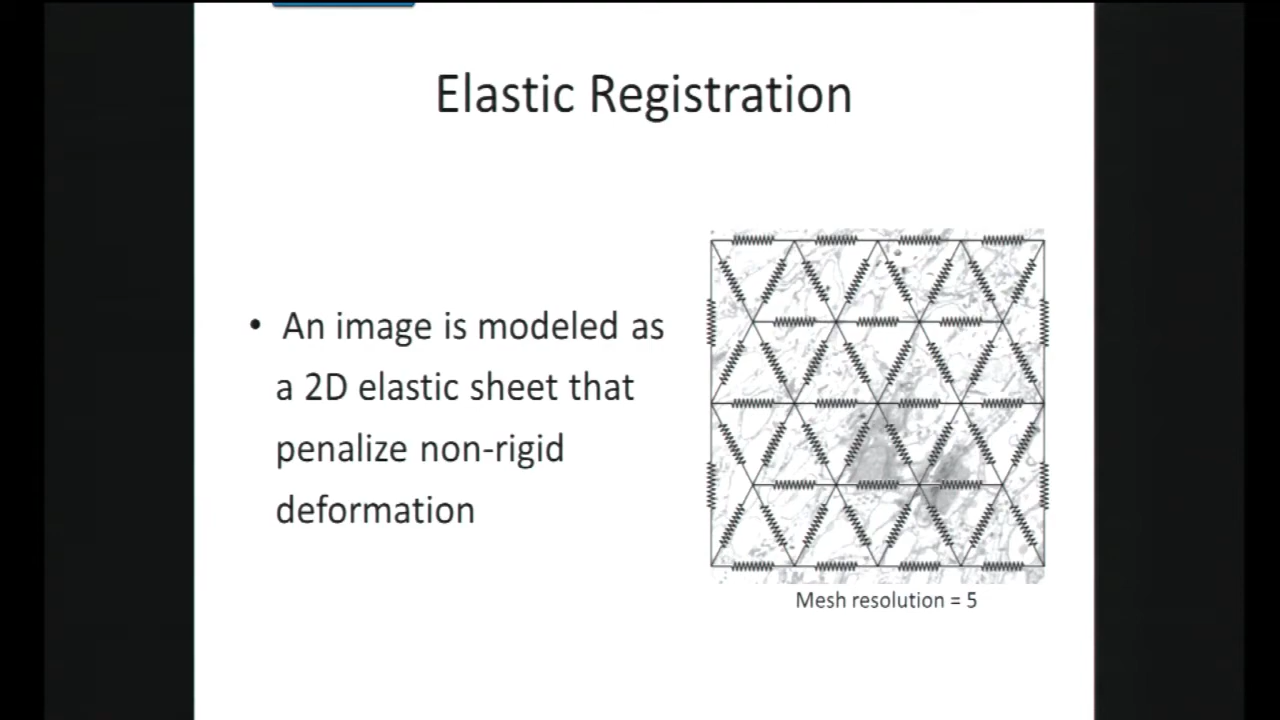 Elastic Registration
• An image is modeled as
a 2D elastic sheet that
penalize non-rigid
deformation
Mesh resolution = 5